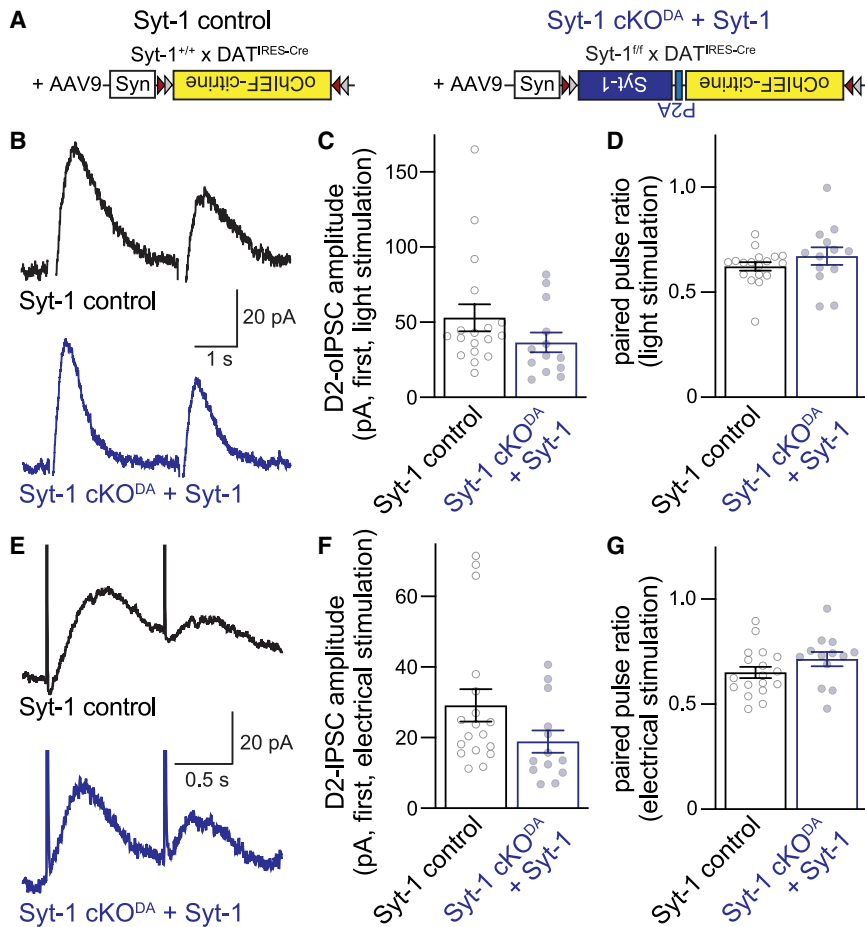 A
Syt-1 control
Syt-1+/+ x DATIRES-Cre
+ AAV9
Syn
oChIEF-citrine
Syt-1 cKODA + Syt-1
Syt-1f/f x DATIRES-Cre
+ AAV9
Syn
Syt-1
P2A
oChIEF-citrine
B
Syt-1 control
20 pA
1 s
Syt-1 cKODA + Syt-1
C
D2-oIPSC amplitude
(pA, first, light stimulation)
150
100
50
0
Syt-1 control
Syt-1 cKODA
+ Syt-1
D
paired pulse ratio
(light stimulation)
1.0
0.5
0
Syt-1 control
Syt-1 cKODA
+ Syt-1
E
Syt-1 control
20 pA
0.5 s
Syt-1 cKODA + Syt-1
F
D2-IPSC amplitude
(pA, first, electrical stimulation)
60
40
20
0
Syt-1 control
Syt-1 cKODA
+ Syt-1
G
paired pulse ratio
(electrical stimulation)
1.0
0.5
0
Syt-1 control
Syt-1 cKODA
+ Syt-1